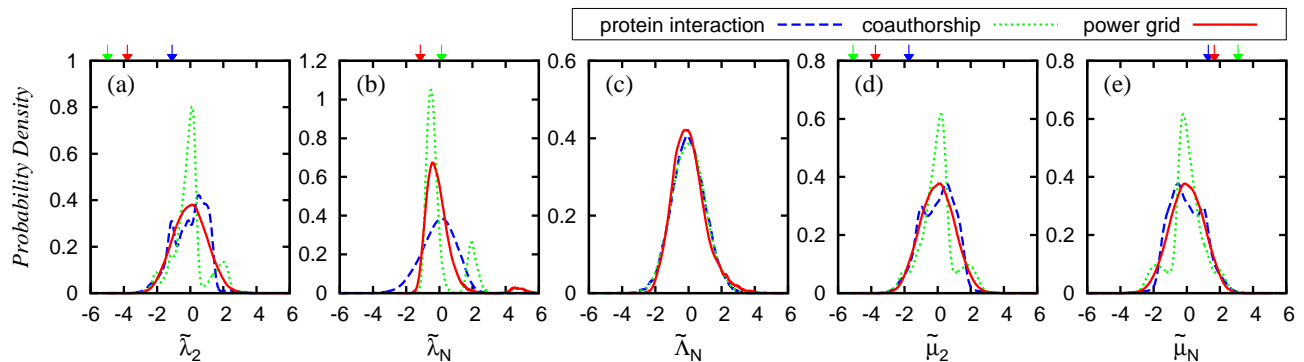 protein interaction coauthorship power grid
(a) (b) (c) (d) (e)
Probability Density
1 0.8 0.6 0.4 0.2 0
1.2 1 0.8 0.6 0.4 0.2 0
0.6 0.4 0.2 0
0.8 0.6 0.4 0.2 0
0.8 0.6 0.4 0.2 0
-6 -4 -2 0 2 4 6 -6 -4 -2 0 2 4 6 -6 -4 -2 0 2 4 6 -6 -4 -2 0 2 4 6 -6 -4 -2 0 2 4 6
λ̃₂ λ̃_N Λ̃_N μ̃₂ μ̃_N